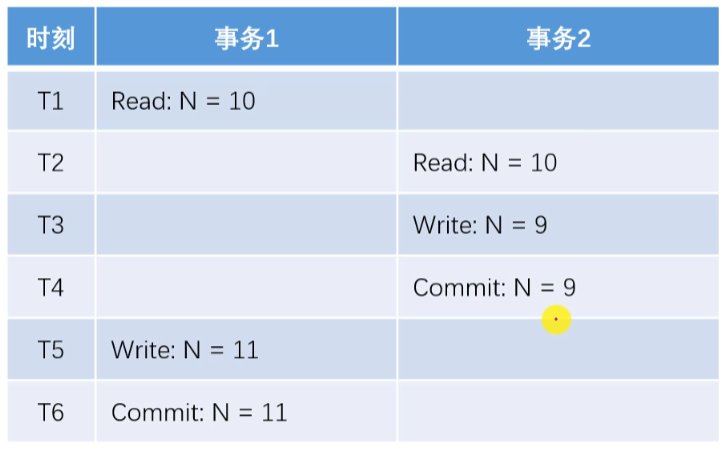 时刻 事务1 事务2
T1 Read: N = 10
T2 Read: N = 10
T3 Write: N = 9
T4 Commit: N = 9
T5 Write: N = 11
T6 Commit: N = 11